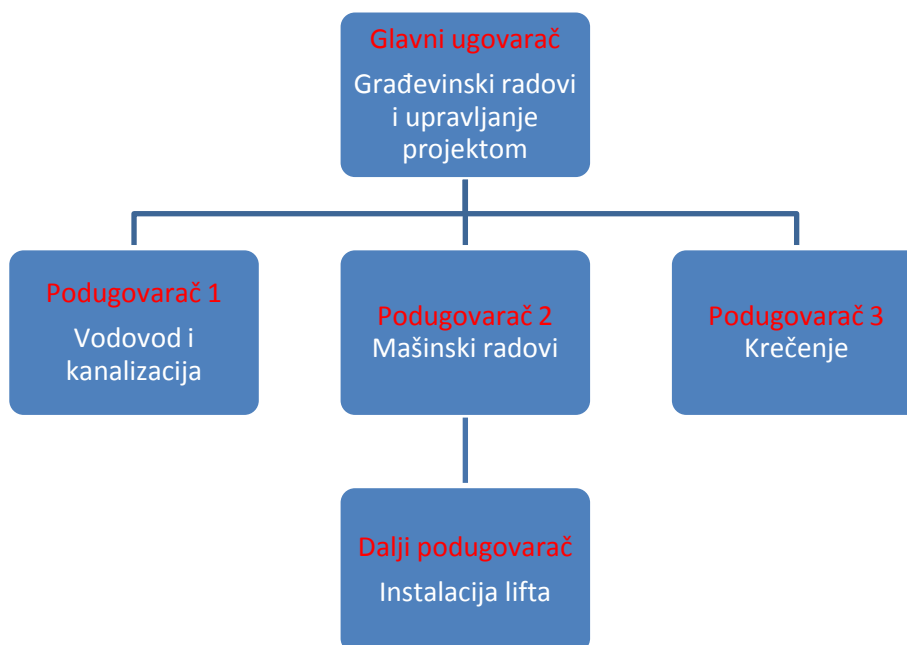 Glavni ugovarač
Građevinski radovi
i upravljanje
projektom
Podugovarač 1
Vodovod i
kanalizacija
Podugovarač 2
Mašinski radovi
Podugovarač 3
Krečenje
Dalji podugovarač
Instalacija lifta